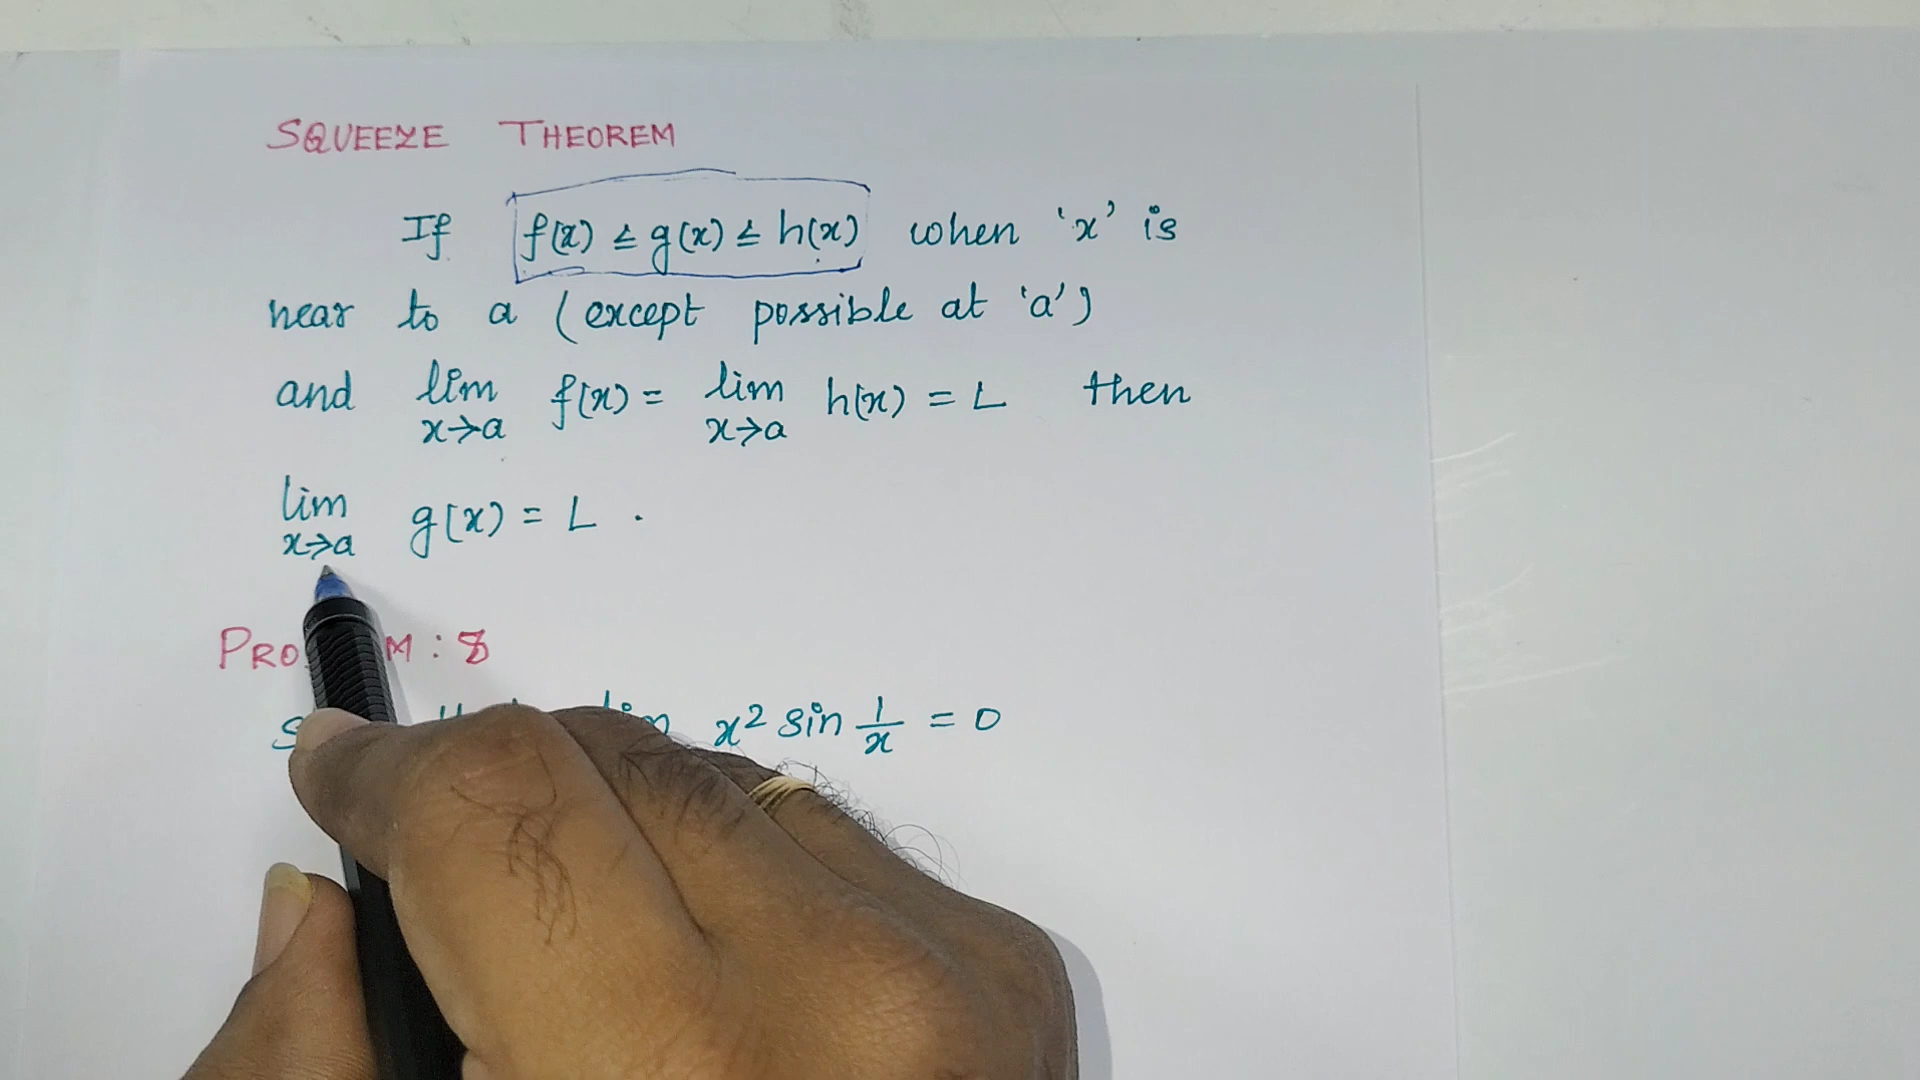 SQUEEZE THEOREM
If f(x) ≤ g(x) ≤ h(x) when 'x' is
near to a (except possible at 'a')
and lim x→a f(x) = lim x→a h(x) = L then
lim x→a g(x) = L .
: 8
x² sin 1/x = 0